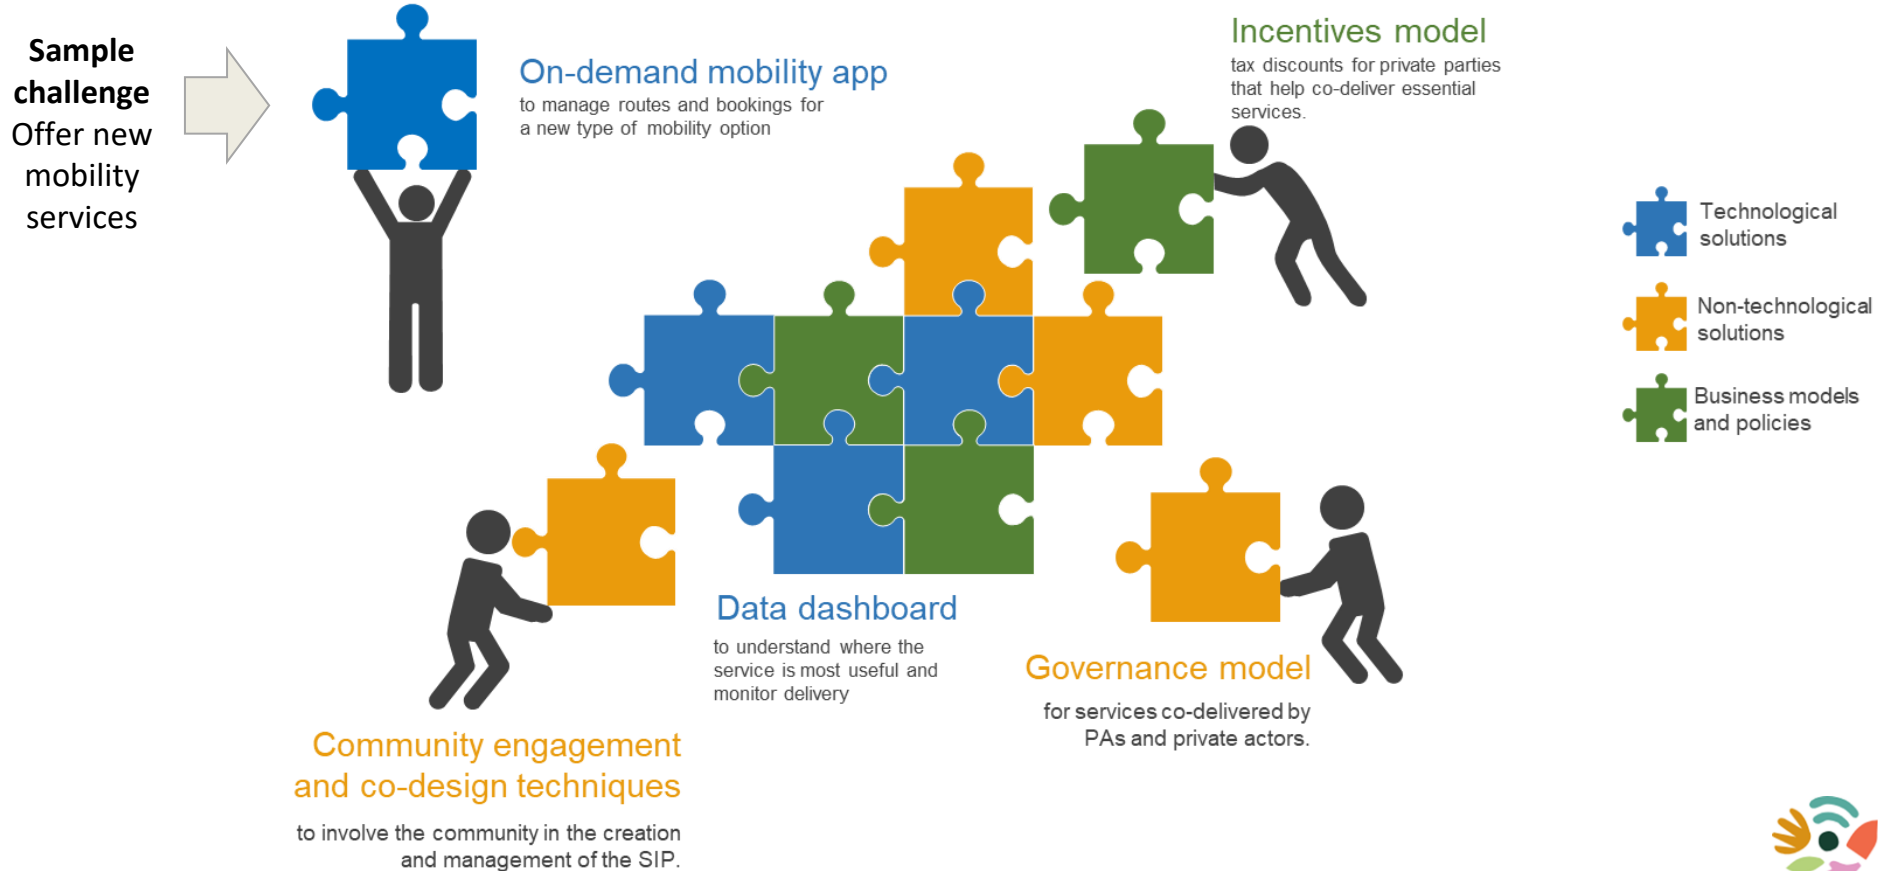 Sample
challenge
Offer new
mobility
services
On-demand mobility app
to manage routes and bookings for
a new type of mobility option
Incentives model
tax discounts for private parties
that help co-deliver essential
services.
Technological
solutions
Non-technological
solutions
Business models
and policies
Data dashboard
to understand where the
service is most useful and
monitor delivery
Governance model
for services co-delivered by
PAs and private actors.
Community engagement
and co-design techniques
to involve the community in the creation
and management of the SIP.